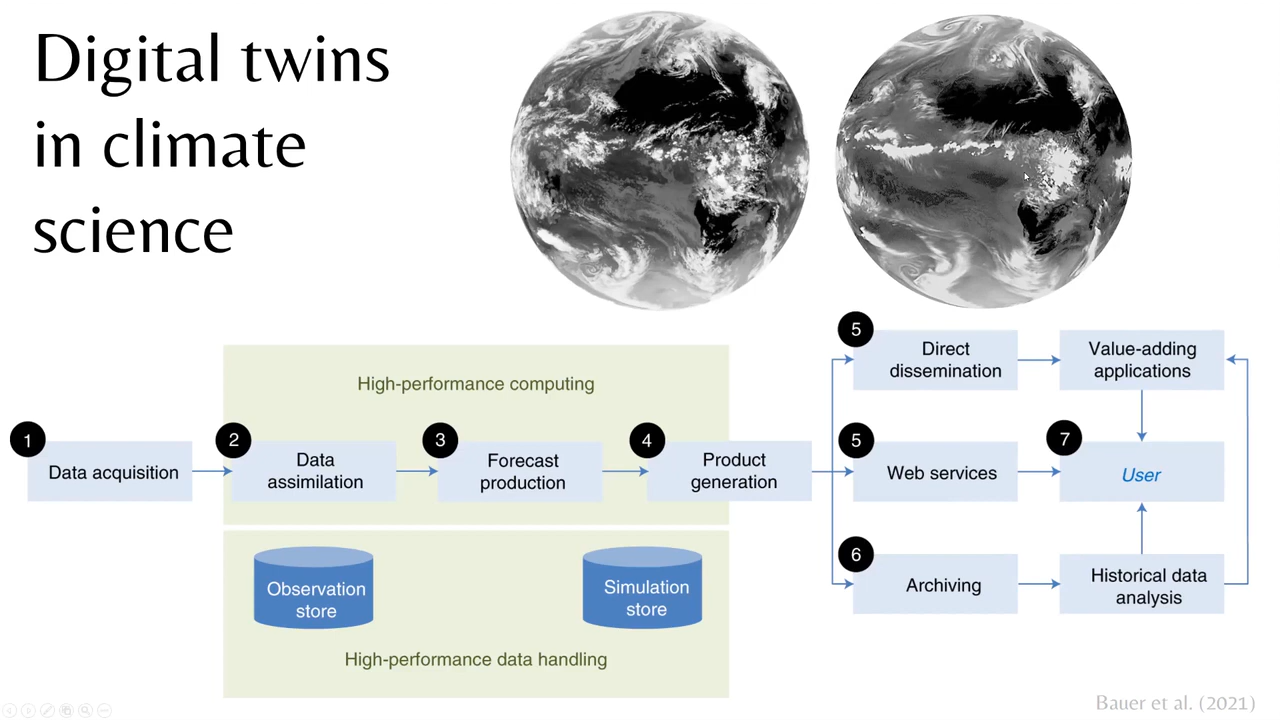 Digital twins
in climate
science
High-performance computing
1
Data acquisition
2
Data
assimilation
3
Forecast
production
4
Product
generation
5
Direct
dissemination
Value-adding
applications
5
Web services
7
User
6
Archiving
Historical data
analysis
Observation
store
Simulation
store
High-performance data handling
Bauer et al. (2021)